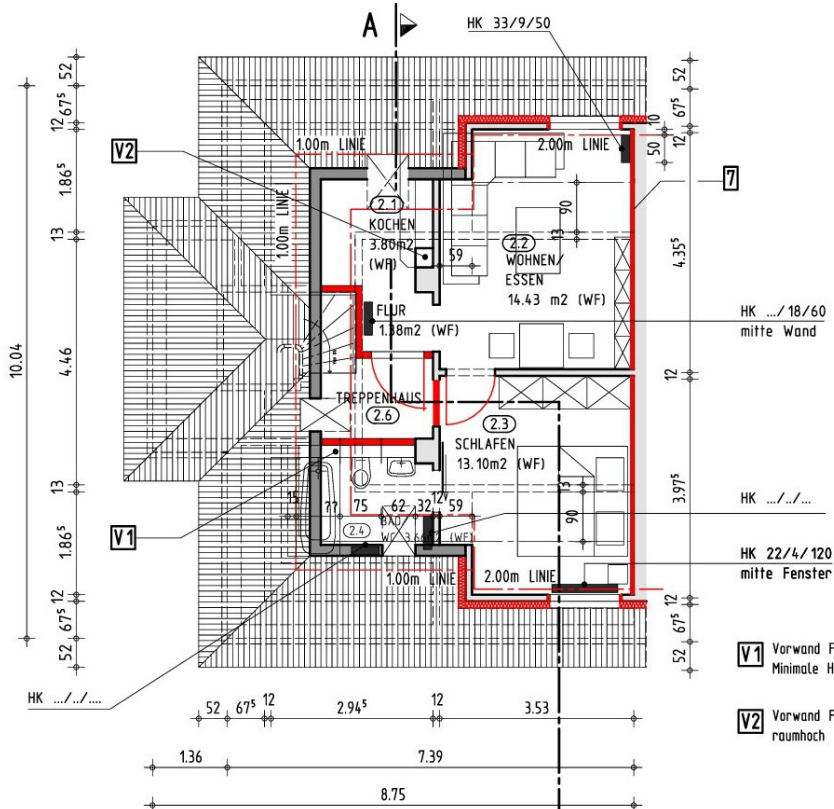 A
HK 33/9/50
52
67⁵
12
1.86⁵
13
4.46
13
1.86⁵
12
67⁵
52
10.04
V2
V1
1.00m LINIE
1.00m LINIE
2.00m LINIE
2.1
KOCHEN
3.80m2
(WF)
59
90
13
2.2
WOHNEN/
ESSEN
14.43 m2 (WF)
FLUR
1.38m2 (WF)
TREPPENHAUS
2.6
2.3
SCHLAFEN
13.10m2 (WF)
13
90
15
??
75
62
32
12
59
2.4
BAD
WC 3.66m2 (WF)
1.00m LINIE
2.00m LINIE
52
67⁵
12
10
50
4.35⁵
12
3.97⁵
12
67⁵
52
7
HK .../18/60
mitte Wand
HK .../../...
HK 22/4/120
mitte Fenster
V1 Vorwand F
Minimale H
V2 Vorwand F
raumhoch
HK .../../....
52 67⁵ 12 2.94⁵ 12 3.53
1.36 7.39
8.75